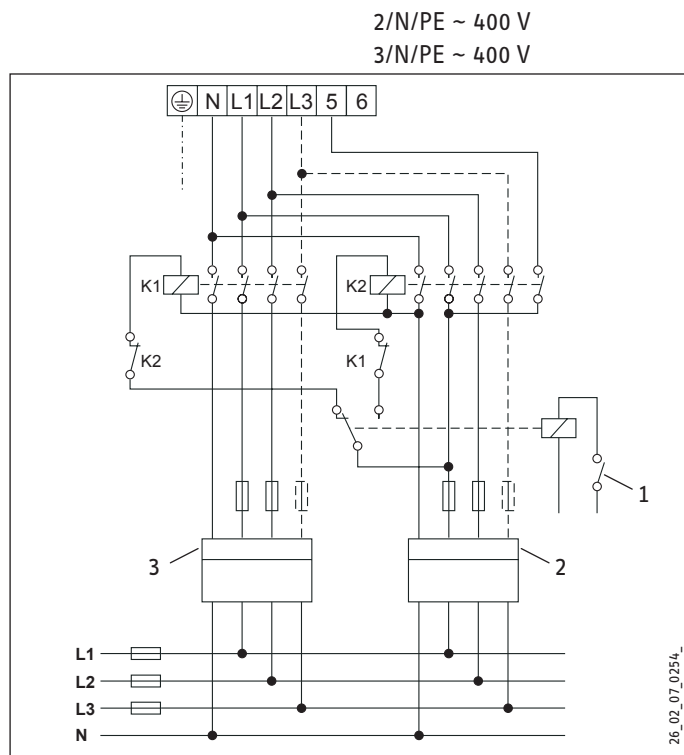 2/N/PE ~ 400 V
3/N/PE ~ 400 V
N L1 L2 L3 5 6
K1 K2
K2 K1
1
3 2
L1
L2
L3
N
26_02_07_0254_